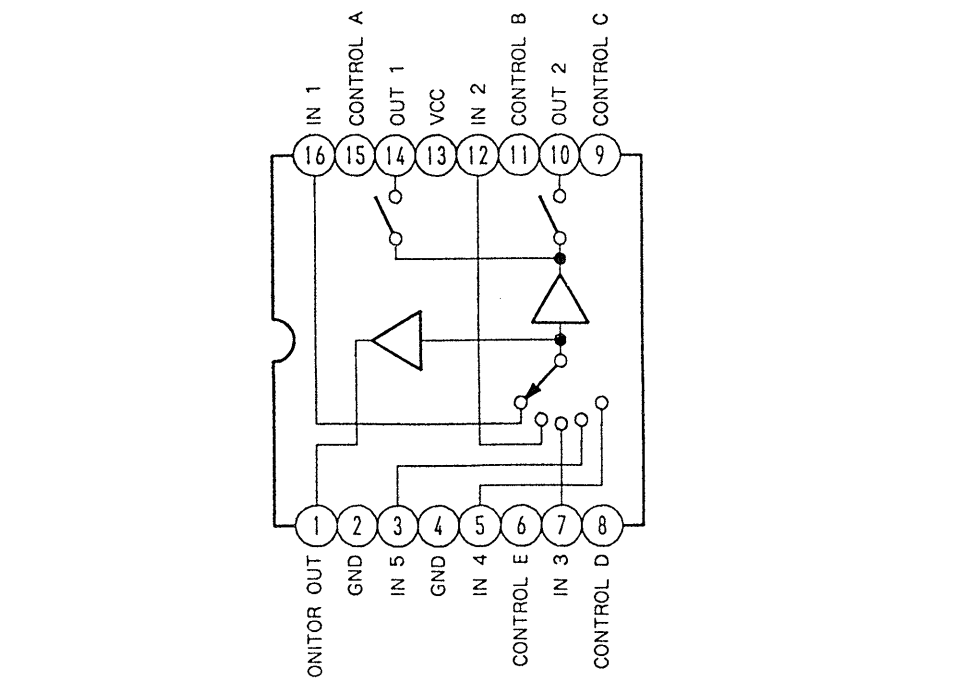 IN 1
CONTROL A
OUT 1
VCC
IN 2
CONTROL B
OUT 2
CONTROL C
16 15 14 13 12 11 10 9
1 2 3 4 5 6 7 8
ONITOR OUT
GND
IN 5
GND
IN 4
CONTROL E
IN 3
CONTROL D